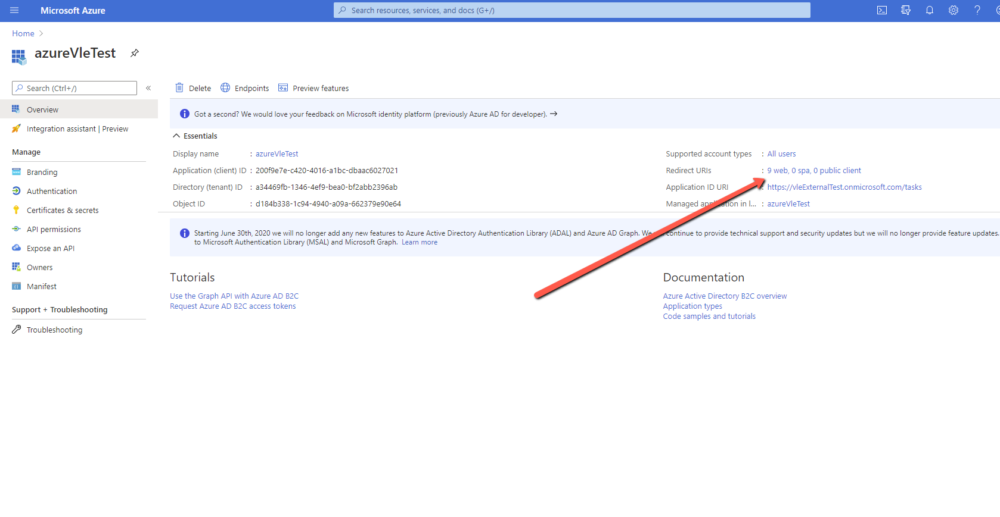 Microsoft Azure
Search resources, services, and docs (G+/)
Home
azureVleTest
Search (Ctrl+/)
«
Overview
Integration assistant | Preview
Manage
Branding
Authentication
Certificates & secrets
API permissions
Expose an API
Owners
Manifest
Support + Troubleshooting
Troubleshooting
Delete Endpoints Preview features
Got a second? We would love your feedback on Microsoft identity platform (previously Azure AD for developer). →
Essentials
Display name : azureVleTest
Application (client) ID : 200f9e7e-c420-4016-a1bc-dbaac6027021
Directory (tenant) ID : a34469fb-1346-4ef9-bea0-bf2abb2396ab
Object ID : d184b338-1c94-4940-a09a-662379e90e64
Supported account types : All users
Redirect URIs : 9 web, 0 spa, 0 public client
Application ID URI : https://vleExternalTest.onmicrosoft.com/tasks
Managed application in l... : azureVleTest
Starting June 30th, 2020 we will no longer add any new features to Azure Active Directory Authentication Library (ADAL) and Azure AD Graph. We continue to provide technical support and security updates but we will no longer provide feature updates.
to Microsoft Authentication Library (MSAL) and Microsoft Graph. Learn more
Tutorials
Use the Graph API with Azure AD B2C
Request Azure AD B2C access tokens
Documentation
Azure Active Directory B2C overview
Application types
Code samples and tutorials